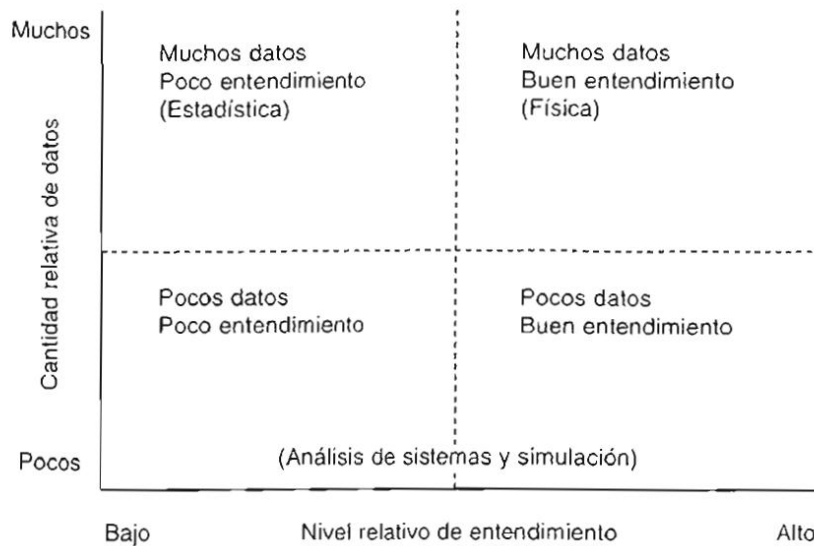 Muchos
Muchos datos
Poco entendimiento
(Estadística)
Muchos datos
Buen entendimiento
(Física)
Cantidad relativa de datos
Pocos datos
Poco entendimiento
Pocos datos
Buen entendimiento
Pocos
(Análisis de sistemas y simulación)
Bajo
Nivel relativo de entendimiento
Alto